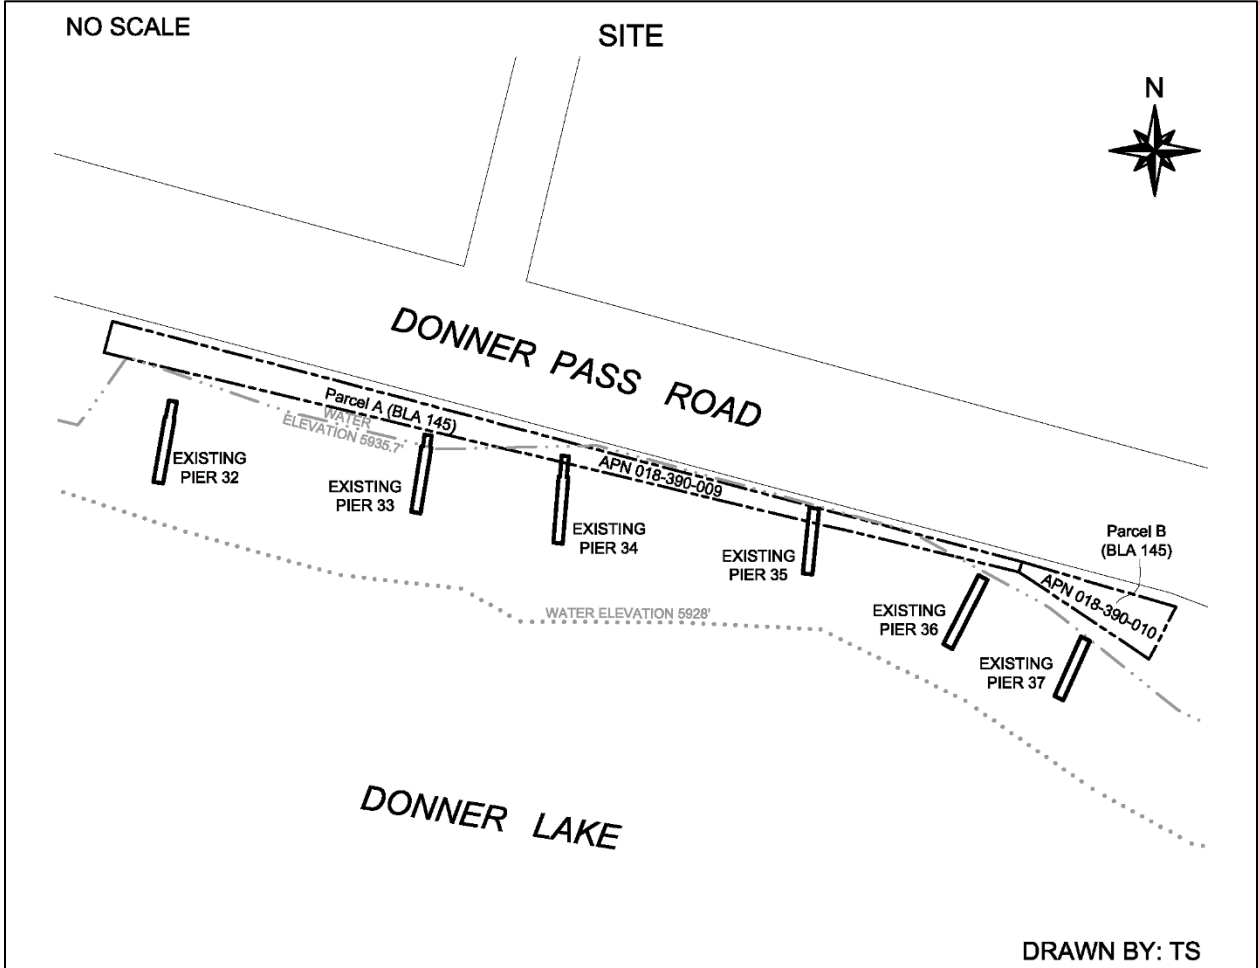 NO SCALE
SITE
N
DONNER PASS ROAD
Parcel A (BLA 145)
WATER
ELEVATION 5935.7'
APN 018-390-009
EXISTING
PIER 32
EXISTING
PIER 33
EXISTING
PIER 34
EXISTING
PIER 35
Parcel B
(BLA 145)
APN 018-390-010
EXISTING
PIER 36
EXISTING
PIER 37
WATER ELEVATION 5928'
DONNER LAKE
DRAWN BY: TS